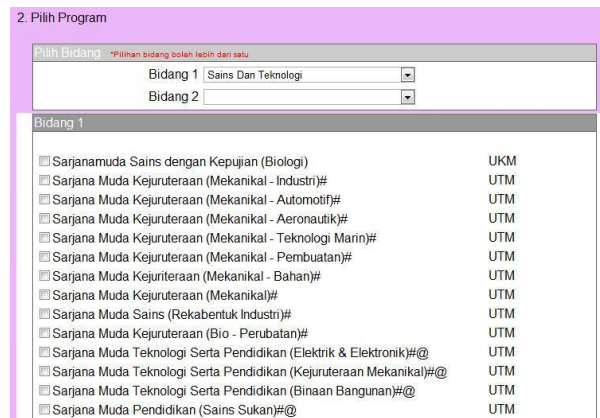 2. Pilih Program
Pilih Bidang *Pilihan bidang boleh lebih dari satu
Bidang 1 Sains Dan Teknologi
Bidang 2
Bidang 1
Sarjanamuda Sains dengan Kepujian (Biologi) UKM
Sarjana Muda Kejuruteraan (Mekanikal - Industri)# UTM
Sarjana Muda Kejuruteraan (Mekanikal - Automotif)# UTM
Sarjana Muda Kejuruteraan (Mekanikal - Aeronautik)# UTM
Sarjana Muda Kejuruteraan (Mekanikal - Teknologi Marin)# UTM
Sarjana Muda Kejuruteraan (Mekanikal - Pembuatan)# UTM
Sarjana Muda Kejuriteraan (Mekanikal - Bahan)# UTM
Sarjana Muda Kejuruteraan (Mekanikal)# UTM
Sarjana Muda Sains (Rekabentuk Industri)# UTM
Sarjana Muda Kejuruteraan (Bio - Perubatan)# UTM
Sarjana Muda Teknologi Serta Pendidikan (Elektrik & Elektronik)#@ UTM
Sarjana Muda Teknologi Serta Pendidikan (Kejuruteraan Mekanikal)#@ UTM
Sarjana Muda Teknologi Serta Pendidikan (Binaan Bangunan)#@ UTM
Sarjana Muda Pendidikan (Sains Sukan)#@ UTM